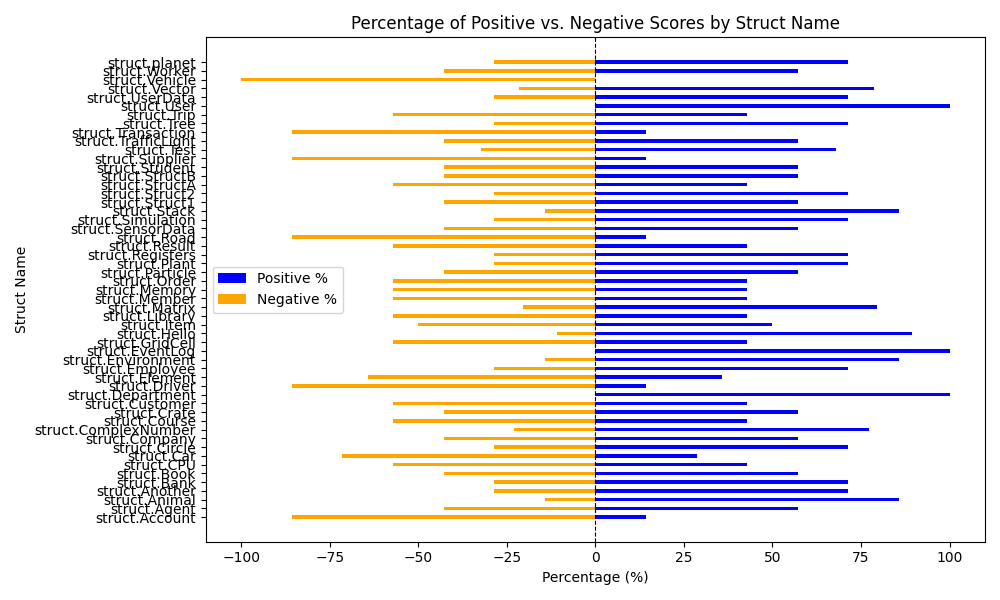 Percentage of Positive vs. Negative Scores by Struct Name
struct.planet
struct.Worker
struct.Vehicle
struct.Vector
struct.UserData
struct.User
struct.Trip
struct.Tree
struct.Transaction
struct.TrafficLight
struct.Test
struct.Supplier
struct.Student
struct.StructB
struct.StructA
struct.Struct2
struct.Struct1
struct.Stack
struct.Simulation
struct.SensorData
struct.Road
struct.Result
struct.Registers
struct.Plant
struct.Particle
struct.Order
struct.Memory
struct.Member
struct.Matrix
struct.Library
struct.Item
struct.Hello
struct.GridCell
struct.EventLog
struct.Environment
struct.Employee
struct.Element
struct.Driver
struct.Department
struct.Customer
struct.Crate
struct.Course
struct.ComplexNumber
struct.Company
struct.Circle
struct.Car
struct.CPU
struct.Book
struct.Bank
struct.Another
struct.Animal
struct.Agent
struct.Account
Struct Name
Positive %
Negative %
−100 −75 −50 −25 0 25 50 75 100
Percentage (%)